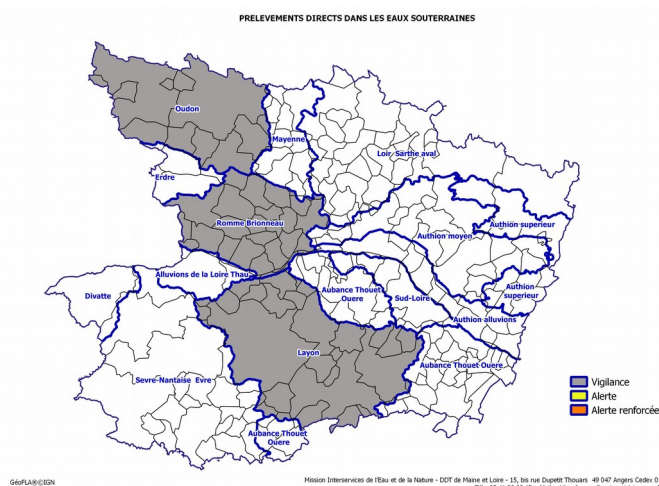 PRELEVEMENTS DIRECTS DANS LES EAUX SOUTERRAINES
Oudon
Mayenne
Loir Sarthe aval
Erdre
Romme Brionneau
Authion moyen
Authion superieur
Alluvions de la Loire Thau
Divatte
Aubance Thouet
Ouere
Sud-Loire
Authion
superieur
Authion alluvions
Layon
Aubance Thouet Ouere
Sevre-Nantaise Evre
Aubance Thouet
Ouere
Vigilance
Alerte
Alerte renforcée
GéoFLA®©IGN
Mission Interservices de l'Eau et de la Nature - DDT de Maine et Loire - 15, bis rue Dupetit Thouars 49 047 Angers Cedex 0